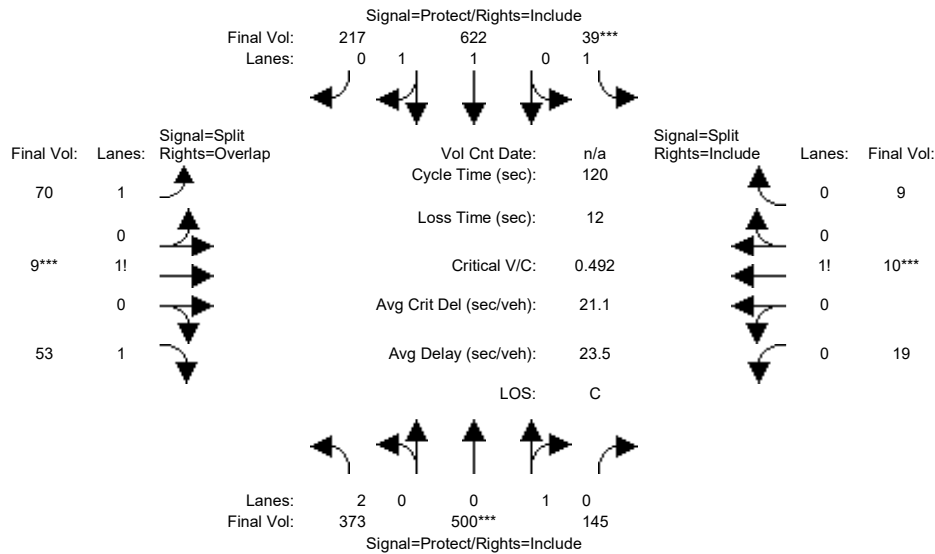 Signal=Protect/Rights=Include
Final Vol: 217 622 39***
Lanes: 0 1 1 0 1
Signal=Split
Final Vol: Lanes: Rights=Overlap
Vol Cnt Date: n/a
Cycle Time (sec): 120
Loss Time (sec): 12
Critical V/C: 0.492
Avg Crit Del (sec/veh): 21.1
Avg Delay (sec/veh): 23.5
LOS: C
Signal=Split
Rights=Include Lanes: Final Vol:
70 1
0
9*** 1!
0
53 1
0 9
0
1! 10***
0
0 19
Lanes: 2 0 0 1 0
Final Vol: 373 500*** 145
Signal=Protect/Rights=Include